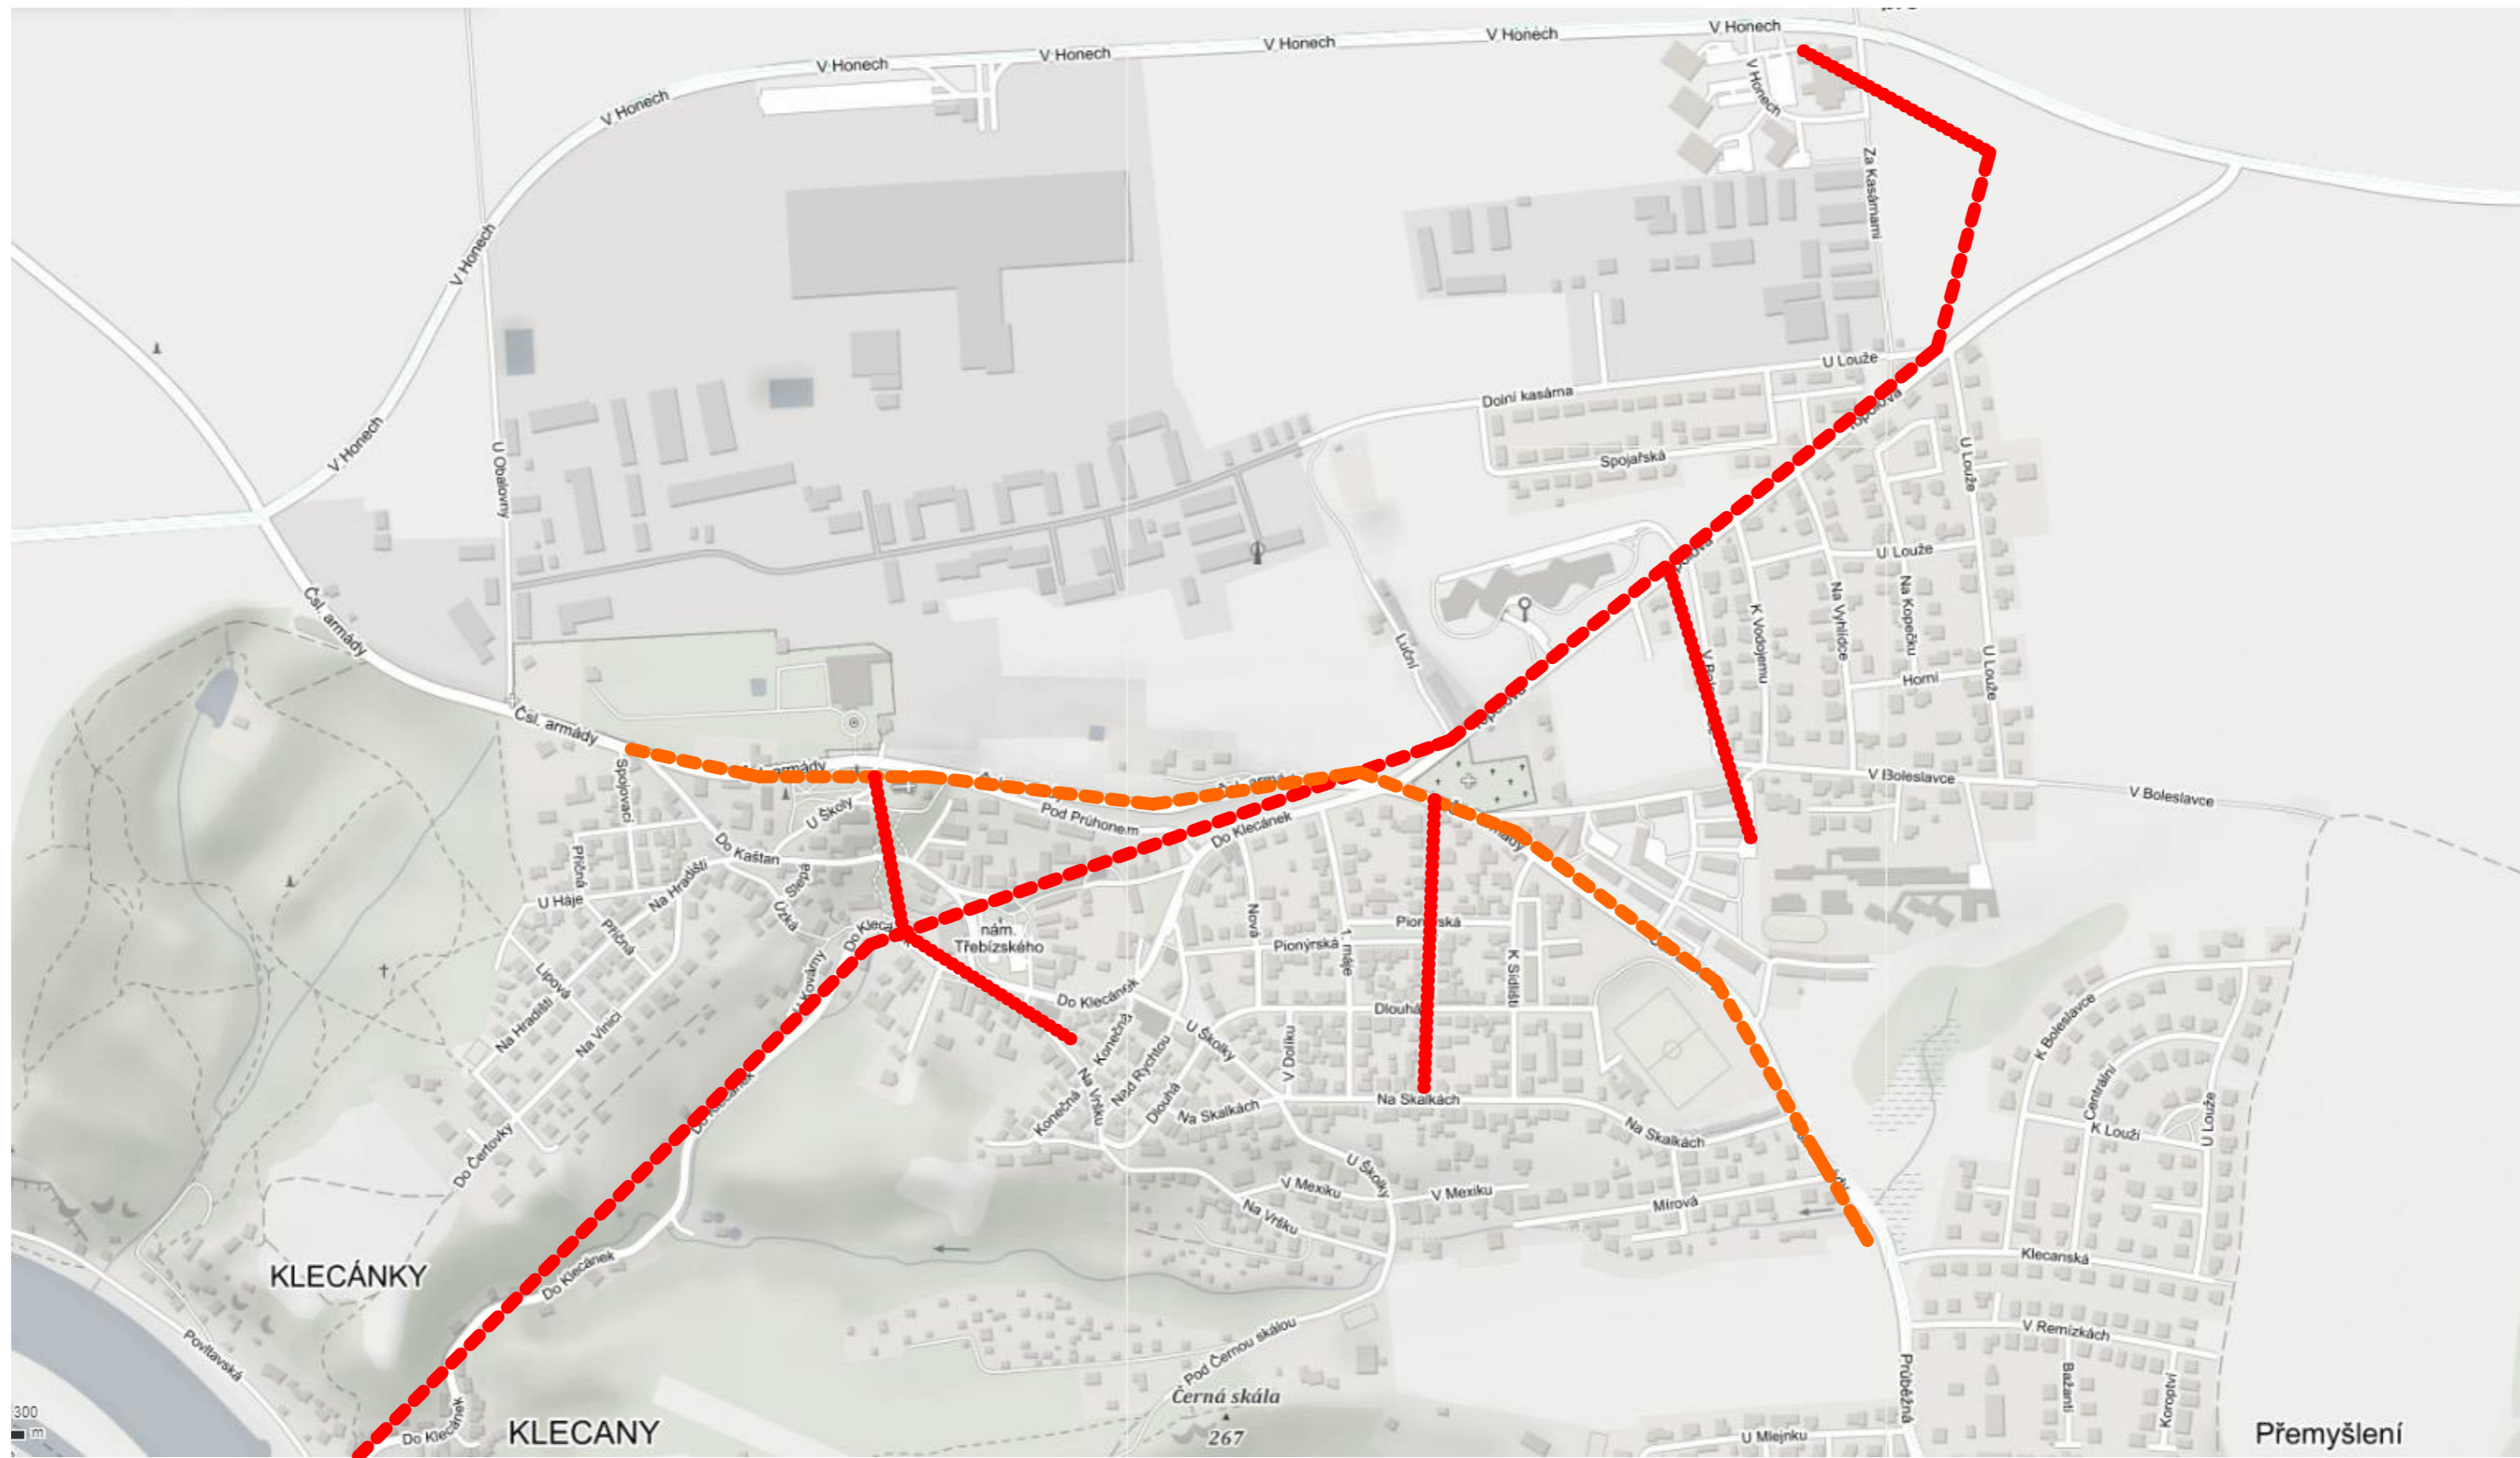 V Honech
V Honech
V Honech
V Honech
V Honech
V Honech
V Honech
V Honech
V Honech
Za Kasárnami
U Louže
Dolní kasárna
Topolová
Spojařská
U Louže
U Obalovny
U Louže
Na Vyhlídce
Na Kopečku
K Vodojemu
Čsl. armády
Luční
Horní
U Louže
Čsl. armády
V Boleslavce
V Boleslavce
Spojovací
U Školy
Pod Průhonem
Do Klecánek
Do Kaštan
Příčná
Na Hradišti
Slepá
U Háje
Úzká
Příčná
nám.
Třebízského
Nová
Pionýrská
Pionýrská
1. máje
K Sídlišti
Lipová
U Kovárny
Do Klecánek
Dlouhá
Na Hradišti
Na Vinici
Konečná
U Školky
V Dolíku
K Boleslavce
Nad Rychtou
Na Vršku
Konečná
Dlouhá
Na Skalkách
Na Skalkách
Centrální
K Louži
U Louže
Na Skalkách
Do Čertovky
U Školky
V Mexiku
V Mexiku
Mírová
Na Vršku
Klecanská
KLECÁNKY
Do Klecánek
Povltavská
Pod Černou skálou
V Remízkách
Průběžná
Bažantí
Koroptví
Černá skála
267
300
m
Do Klecánek
KLECANY
U Mlejnku
Přemyšlení